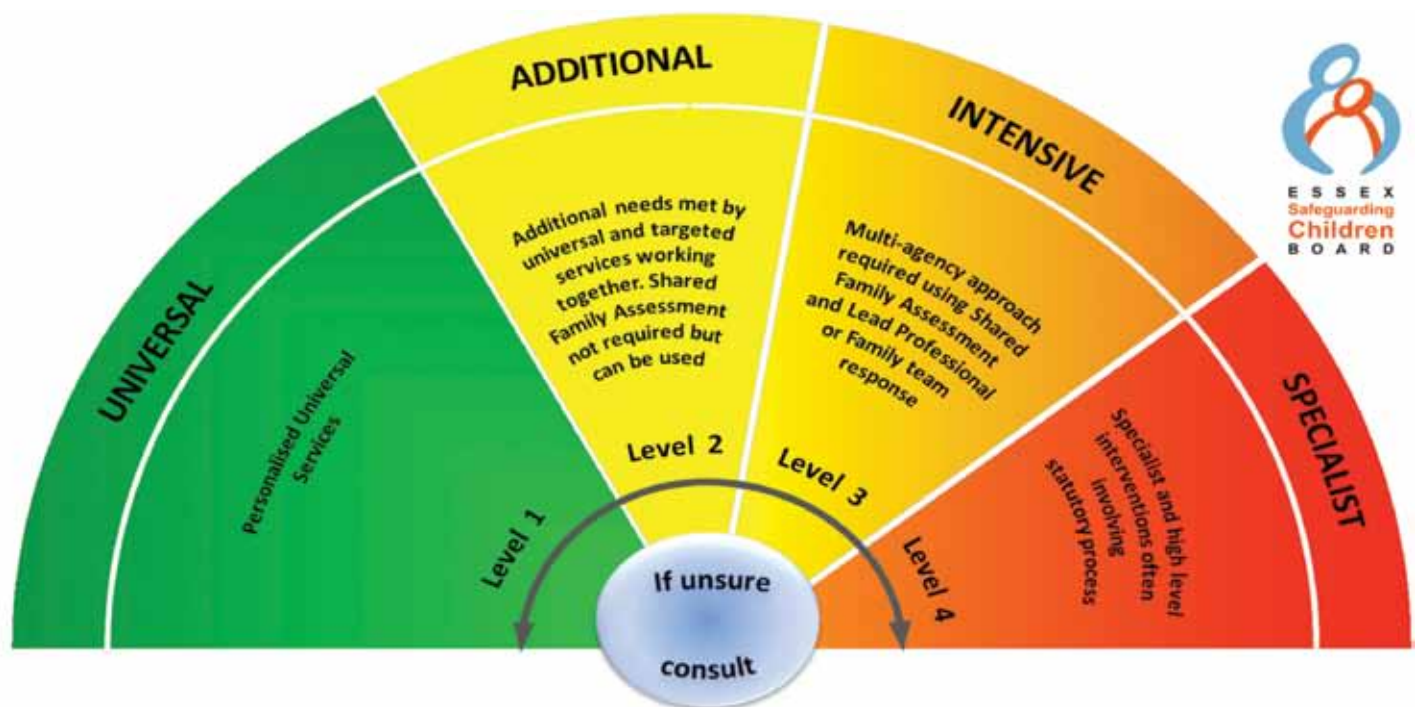 UNIVERSAL
Personalised Universal
Services
Level 1
ADDITIONAL
Additional needs met by
universal and targeted
services working
together. Shared
Family Assessment
not required but
can be used
Level 2
INTENSIVE
Multi-agency approach
required using Shared
Family Assessment
and Lead Professional
or Family team
response
Level 3
SPECIALIST
Specialist and high level
interventions often
involving
statutory process
Level 4
If unsure
consult
ESSEX
Safeguarding
Children
BOARD